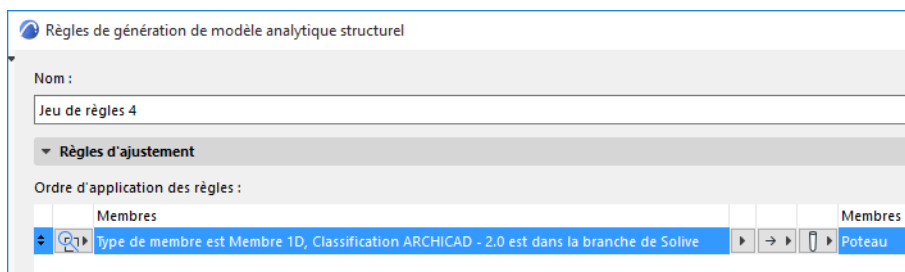 Règles de génération de modèle analytique structurel
Nom :
Jeu de règles 4
Règles d'ajustement
Ordre d'application des règles :
Membres Membres
Type de membre est Membre 1D, Classification ARCHICAD - 2.0 est dans la branche de Solive Poteau